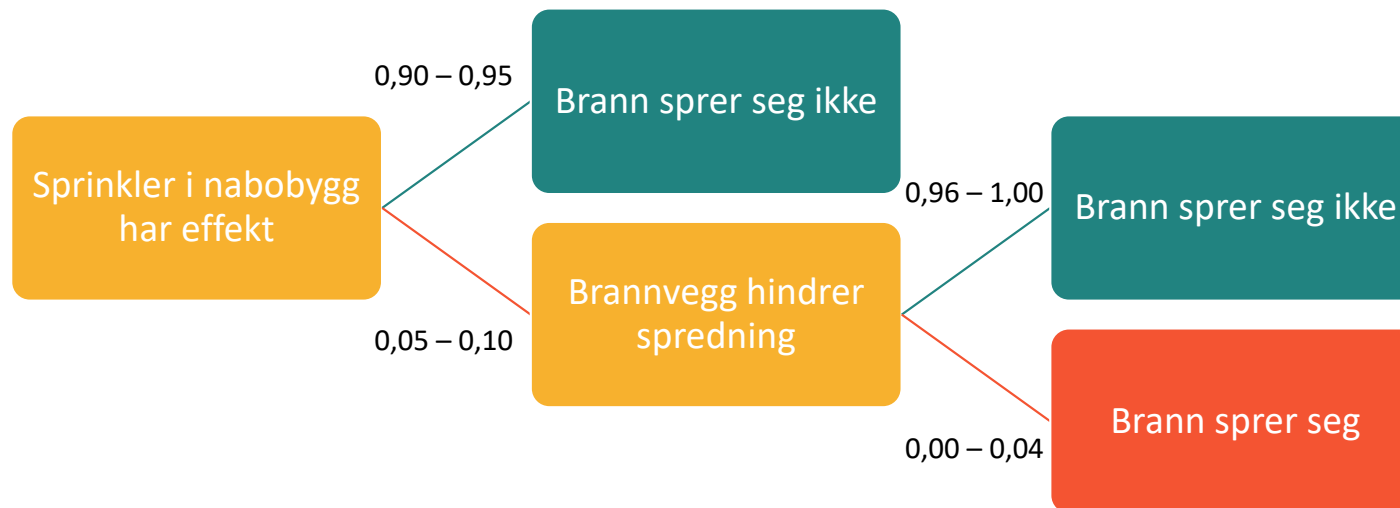 Sprinkler i nabobygg
har effekt
0,90 – 0,95
Brann sprer seg ikke
0,05 – 0,10
Brannvegg hindrer
spredning
0,96 – 1,00
Brann sprer seg ikke
0,00 – 0,04
Brann sprer seg